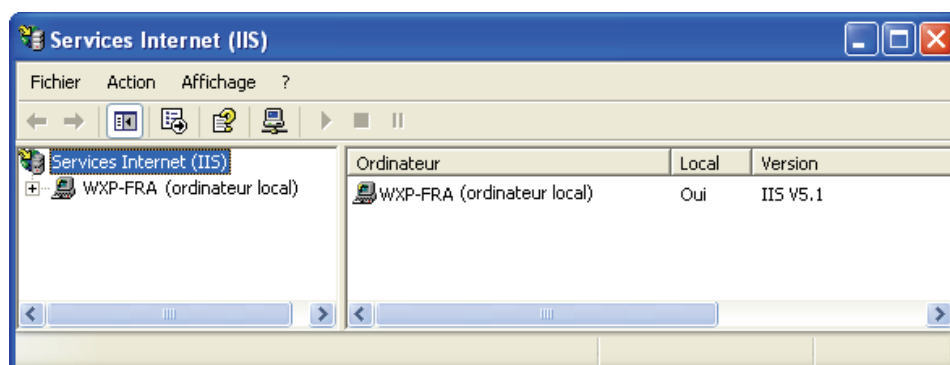 Services Internet (IIS)
Fichier Action Affichage ?
Services Internet (IIS)
WXP-FRA (ordinateur local)
Ordinateur Local Version
WXP-FRA (ordinateur local) Oui IIS V5.1